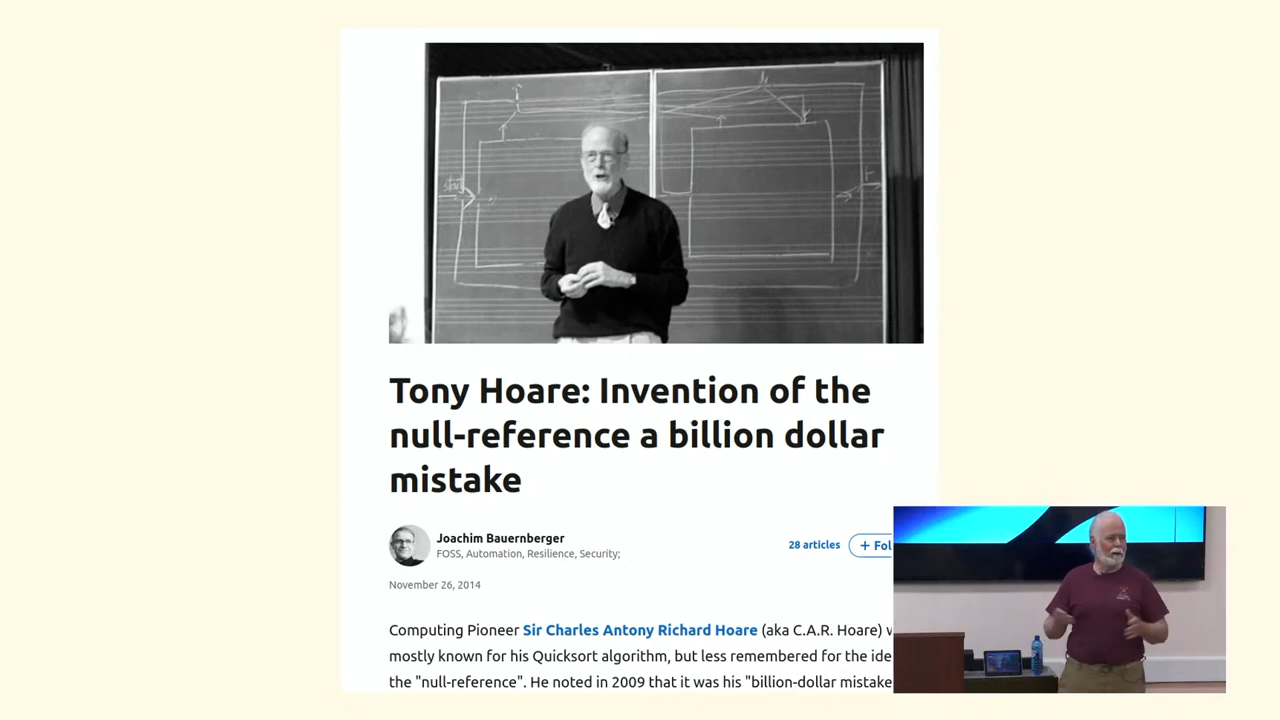 Tony Hoare: Invention of the
null-reference a billion dollar
mistake
Joachim Bauernberger
FOSS, Automation, Resilience, Security;
28 articles
+ Fol
November 26, 2014
Computing Pioneer Sir Charles Antony Richard Hoare (aka C.A.R. Hoare)
mostly known for his Quicksort algorithm, but less remembered for the
the "null-reference". He noted in 2009 that it was his "billion-dollar mistake